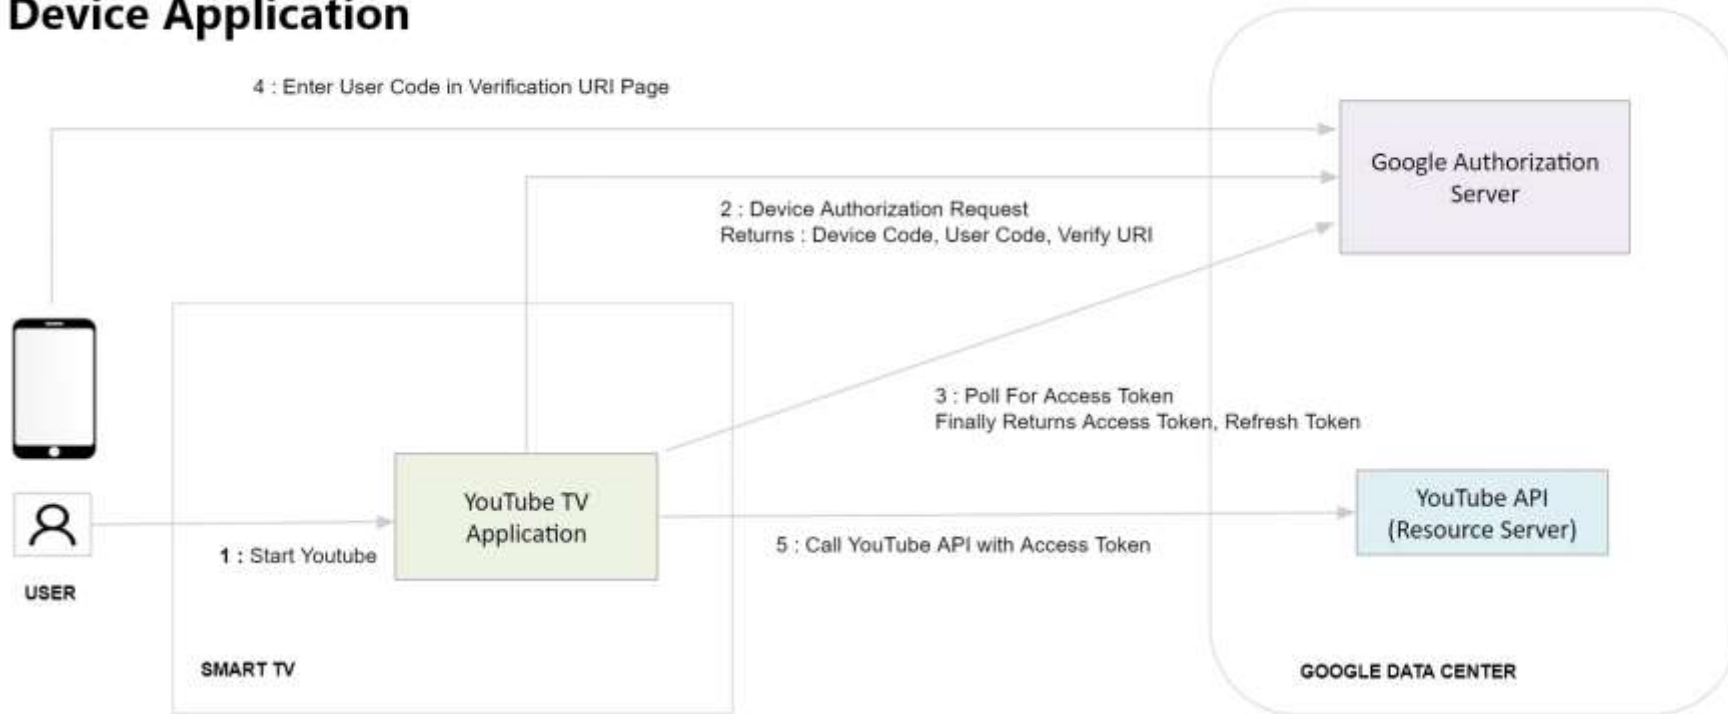 Device Application
4 : Enter User Code in Verification URI Page
Google Authorization
Server
2 : Device Authorization Request
Returns : Device Code, User Code, Verify URI
3 : Poll For Access Token
Finally Returns Access Token, Refresh Token
YouTube TV
Application
YouTube API
(Resource Server)
1 : Start Youtube
5 : Call YouTube API with Access Token
USER
SMART TV
GOOGLE DATA CENTER